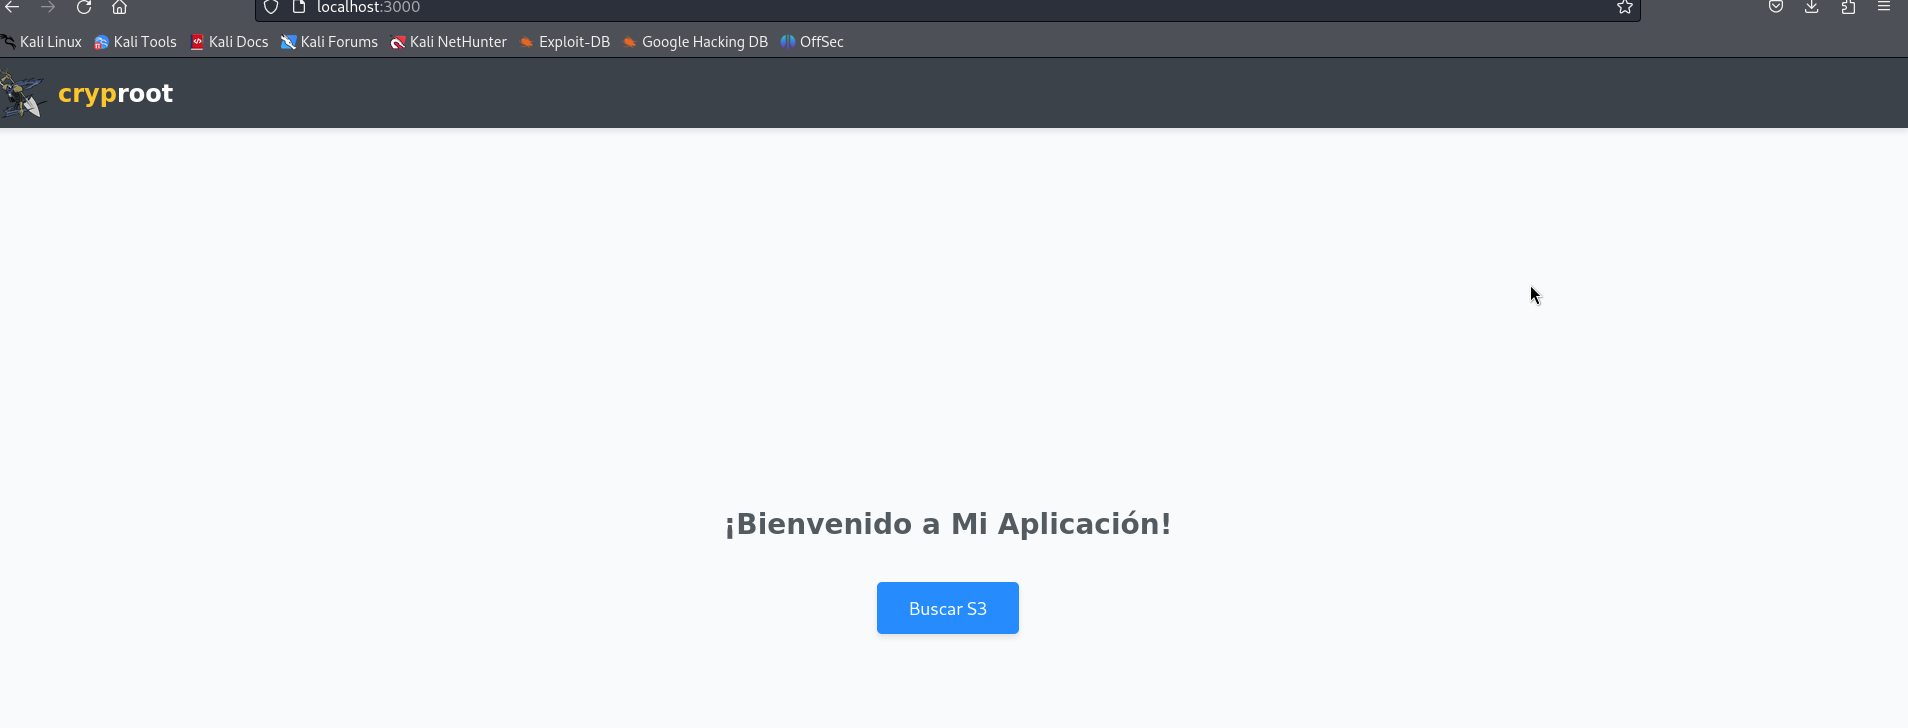 localhost:3000
Kali Linux Kali Tools Kali Docs Kali Forums Kali NetHunter Exploit-DB Google Hacking DB OffSec
cryproot
¡Bienvenido a Mi Aplicación!
Buscar S3